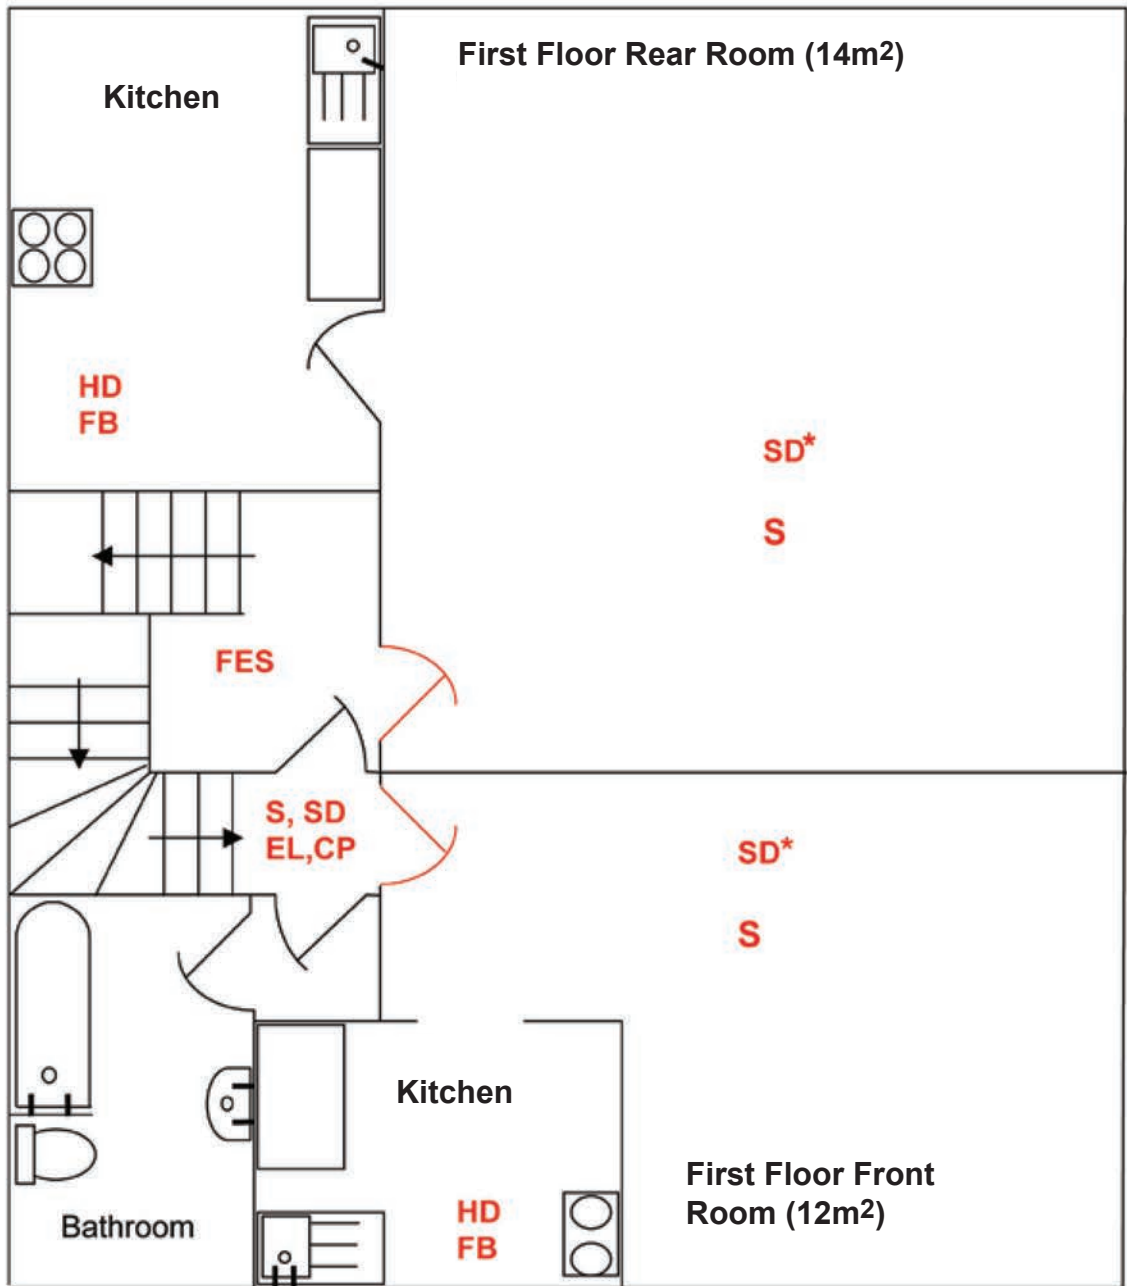 First Floor Rear Room (14m²)
Kitchen
HD
FB
SD*
S
FES
S, SD
EL,CP
SD*
S
Kitchen
First Floor Front
Room (12m²)
HD
FB
Bathroom